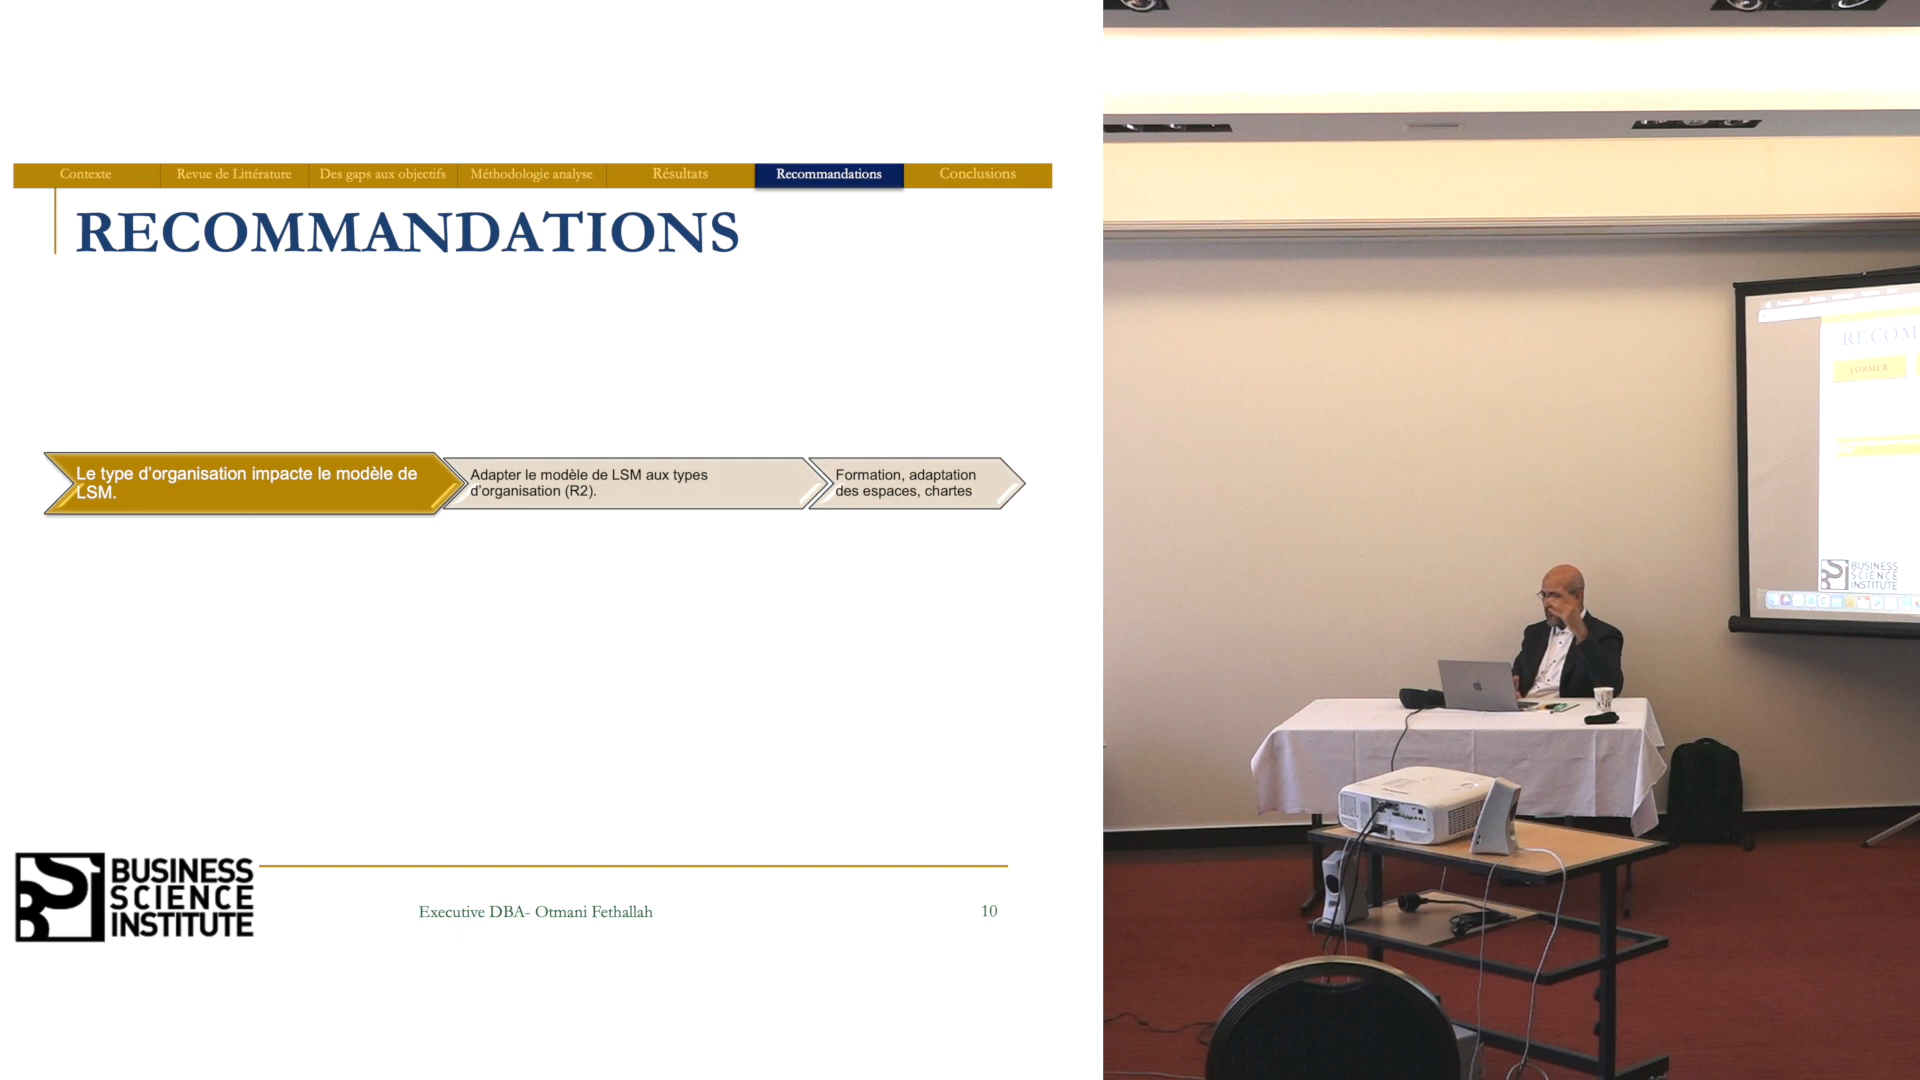 Contexte
Revue de Littérature
Des gaps aux objectifs
Méthodologie analyse
Résultats
Recommandations
Conclusions
RECOMMANDATIONS
Le type d’organisation impacte le modèle de
LSM.
Adapter le modèle de LSM aux types
d’organisation (R2).
Formation, adaptation
des espaces, chartes
BUSINESS
SCIENCE
INSTITUTE
Executive DBA- Otmani Fethallah
10
RECOM
FORMER
BUSINESS
SCIENCE
INSTITUTE